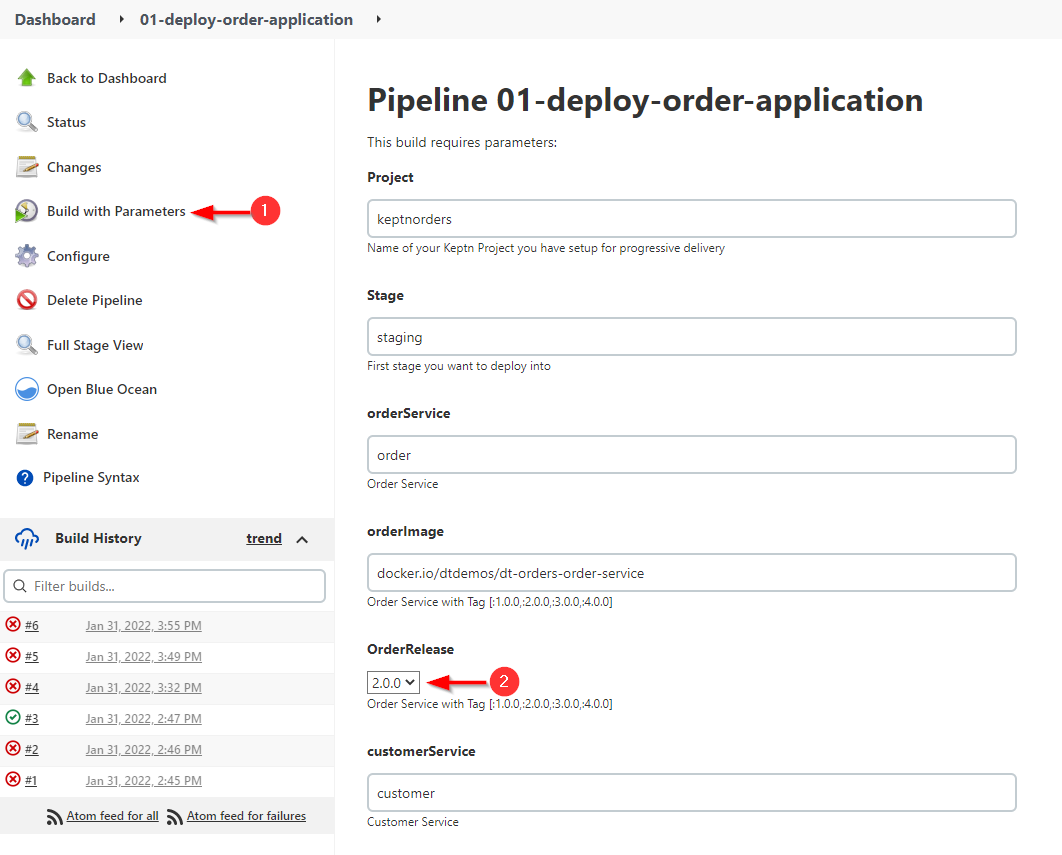 Dashboard 01-deploy-order-application
Back to Dashboard
Status
Changes
Build with Parameters 1
Configure
Delete Pipeline
Full Stage View
Open Blue Ocean
Rename
? Pipeline Syntax
Build History trend
Filter builds...
#6 Jan 31, 2022, 3:55 PM
#5 Jan 31, 2022, 3:49 PM
#4 Jan 31, 2022, 3:32 PM
#3 Jan 31, 2022, 2:47 PM
#2 Jan 31, 2022, 2:46 PM
#1 Jan 31, 2022, 2:45 PM
Atom feed for all Atom feed for failures
Pipeline 01-deploy-order-application
This build requires parameters:
Project
keptnorders
Name of your Keptn Project you have setup for progressive delivery
Stage
staging
First stage you want to deploy into
orderService
order
Order Service
orderImage
docker.io/dtdemos/dt-orders-order-service
Order Service with Tag [:1.0.0,:2.0.0,:3.0.0,:4.0.0]
OrderRelease
2.0.0 2
Order Service with Tag [:1.0.0,:2.0.0,:3.0.0,:4.0.0]
customerService
customer
Customer Service